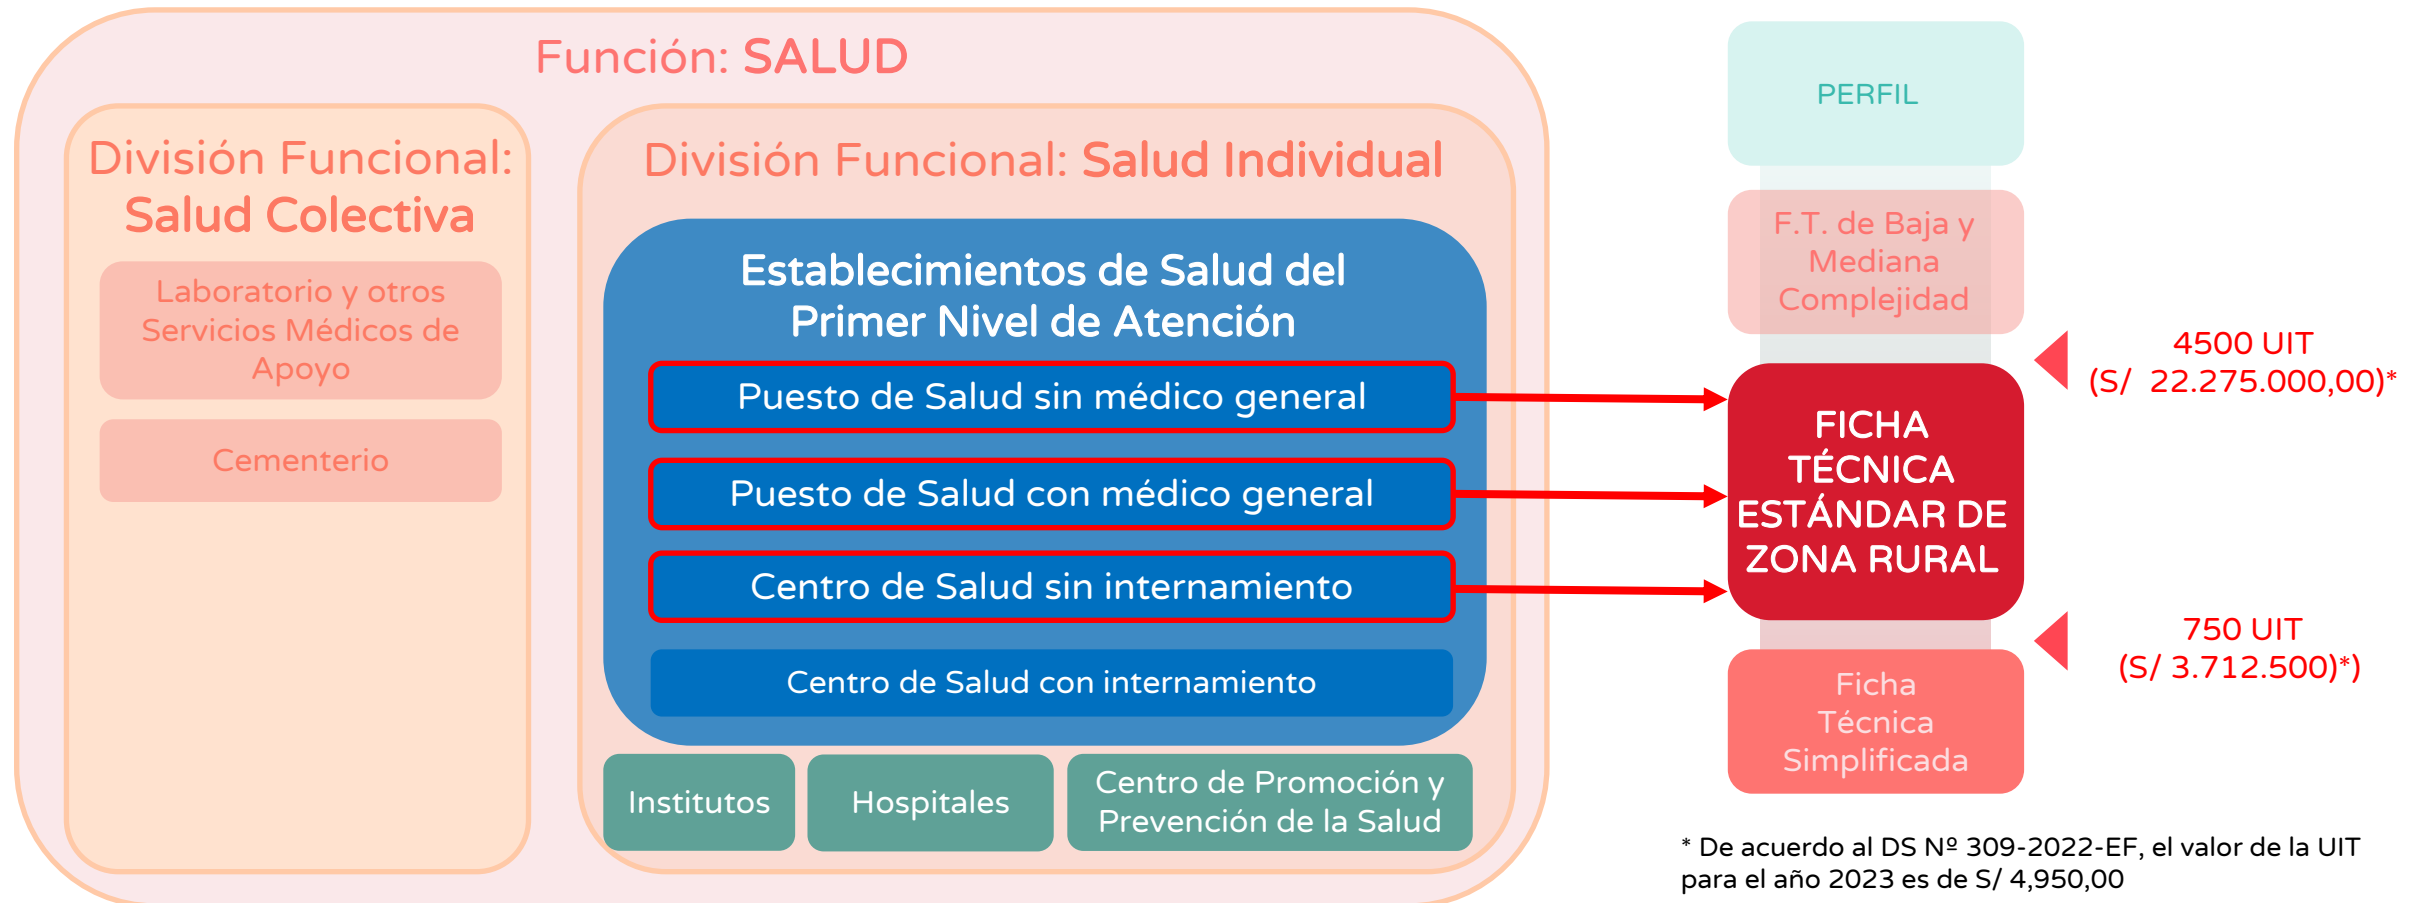 Función: SALUD
División Funcional:
Salud Colectiva
Laboratorio y otros
Servicios Médicos de
Apoyo
Cementerio
División Funcional: Salud Individual
Establecimientos de Salud del
Primer Nivel de Atención
Puesto de Salud sin médico general
Puesto de Salud con médico general
Centro de Salud sin internamiento
Centro de Salud con internamiento
Institutos
Hospitales
Centro de Promoción y
Prevención de la Salud
PERFIL
F.T. de Baja y
Mediana
Complejidad
4500 UIT
(S/ 22.275.000,00)*
FICHA
TÉCNICA
ESTÁNDAR DE
ZONA RURAL
750 UIT
(S/ 3.712.500)*)
Ficha
Técnica
Simplificada
* De acuerdo al DS Nº 309-2022-EF, el valor de la UIT
para el año 2023 es de S/ 4,950,00